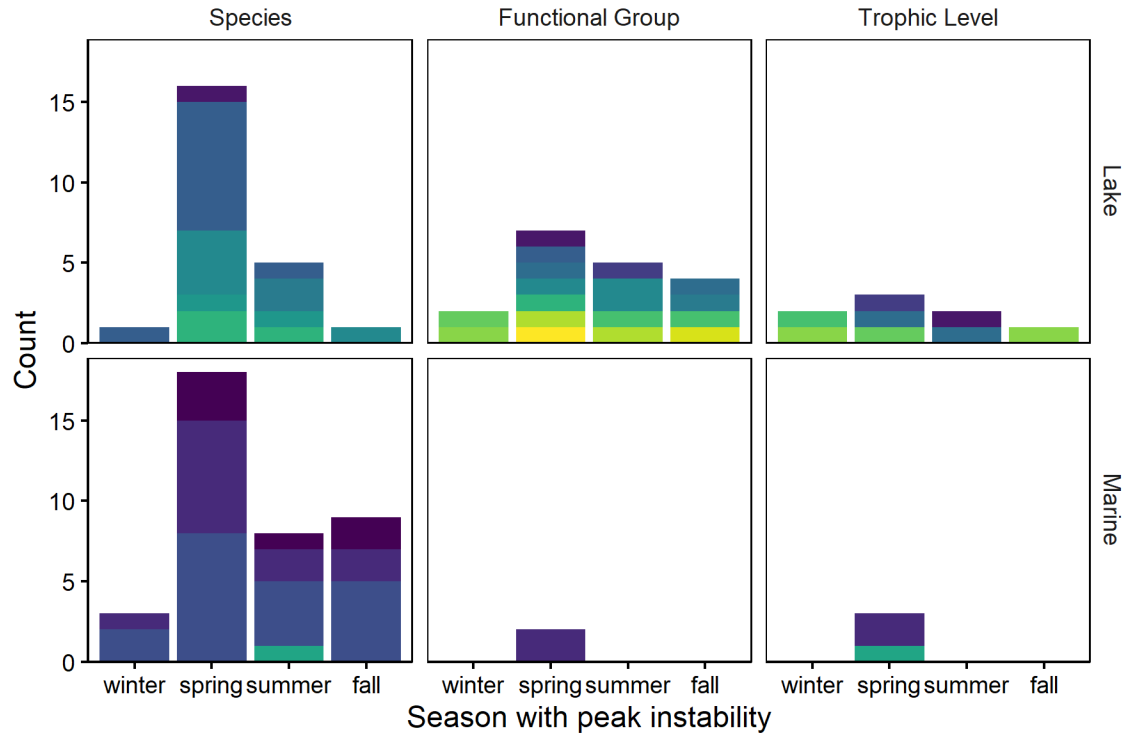 Species Functional Group Trophic Level
15
10
5
0
Lake
Count
15
10
5
0
Marine
winter spring summer fall winter spring summer fall winter spring summer fall
Season with peak instability